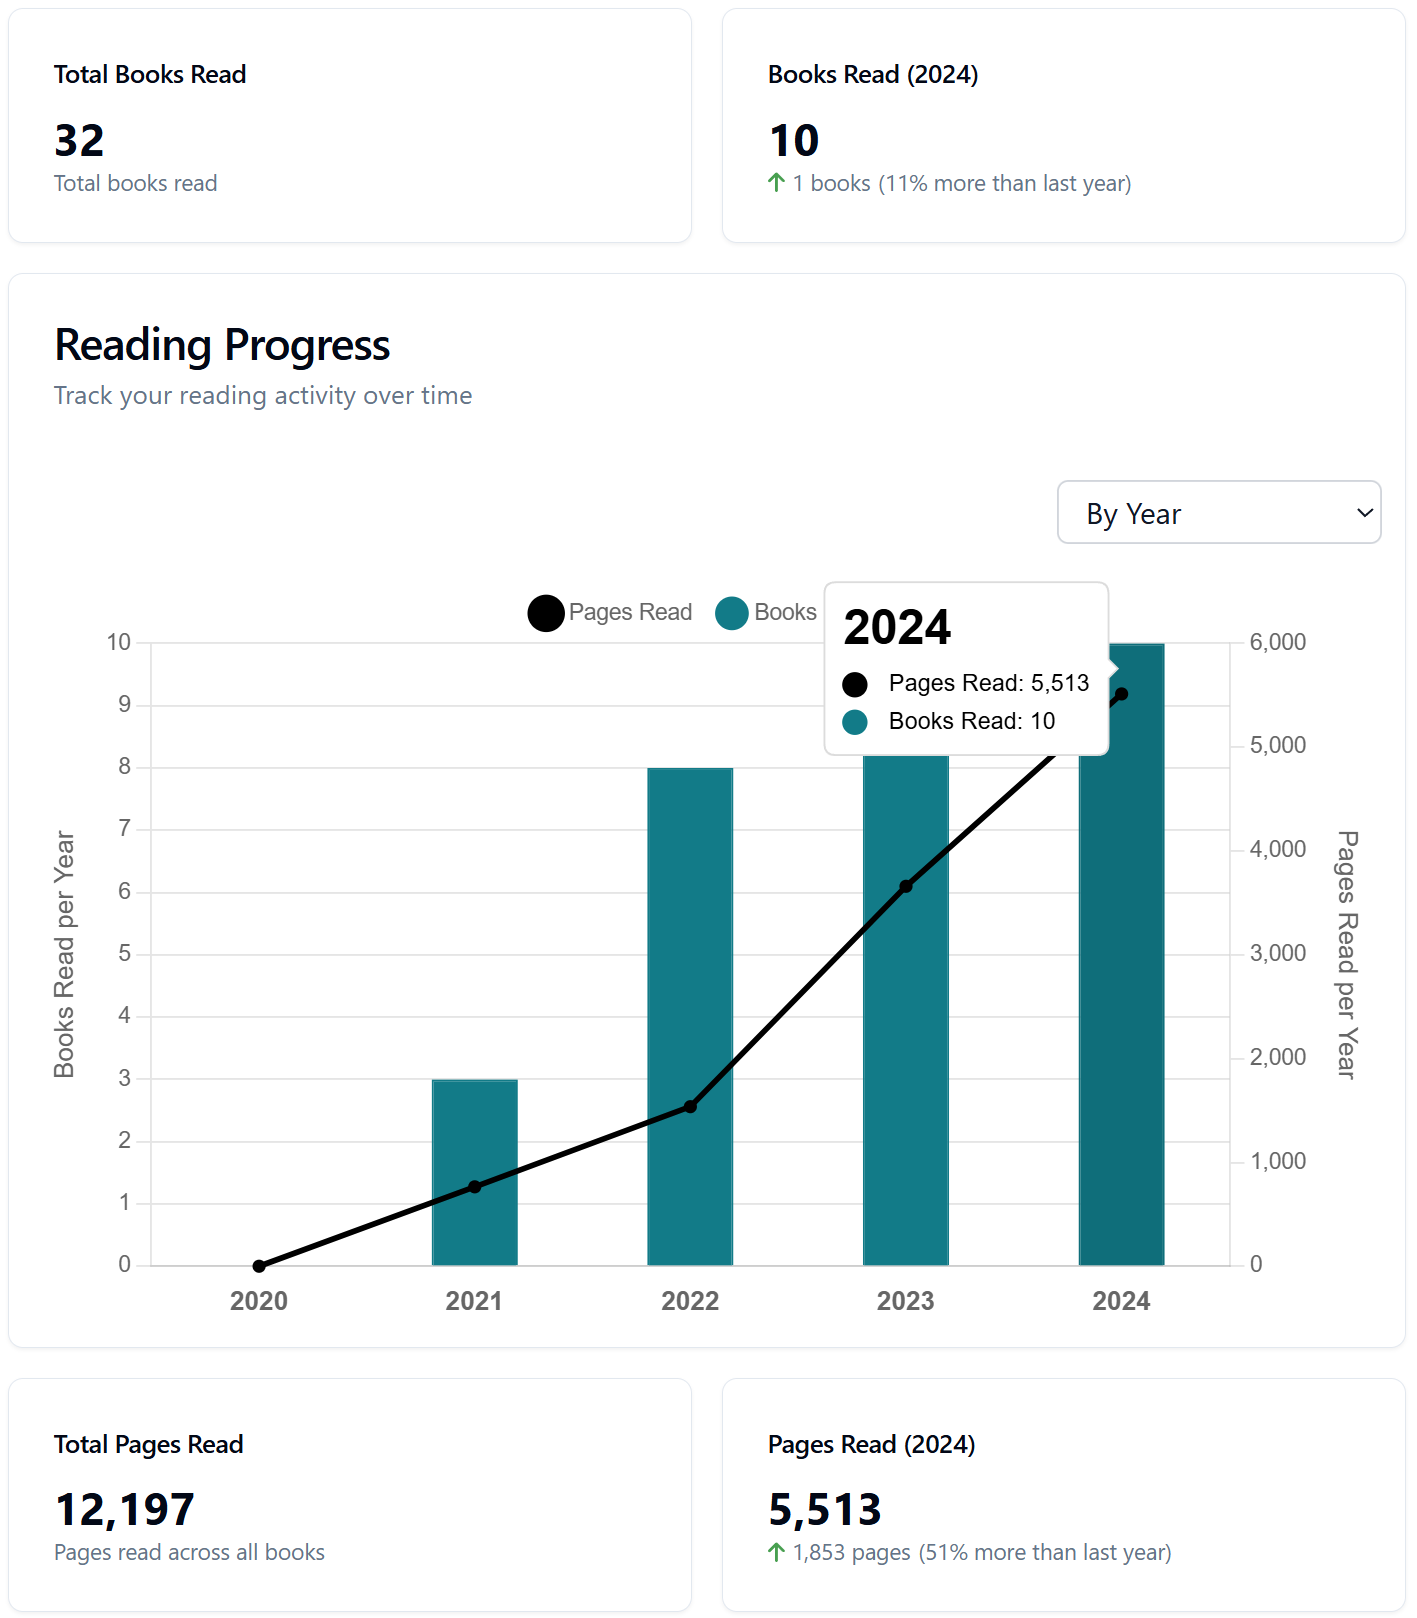 Total Books Read
32
Total books read
Books Read (2024)
10
1 books (11% more than last year)
Reading Progress
Track your reading activity over time
By Year
Pages Read
Books
2024
Pages Read: 5,513
Books Read: 10
Books Read per Year
10
9
8
7
6
5
4
3
2
1
0
6,000
5,000
4,000
3,000
2,000
1,000
0
Pages Read per Year
2020 2021 2022 2023 2024
Total Pages Read
12,197
Pages read across all books
Pages Read (2024)
5,513
1,853 pages (51% more than last year)